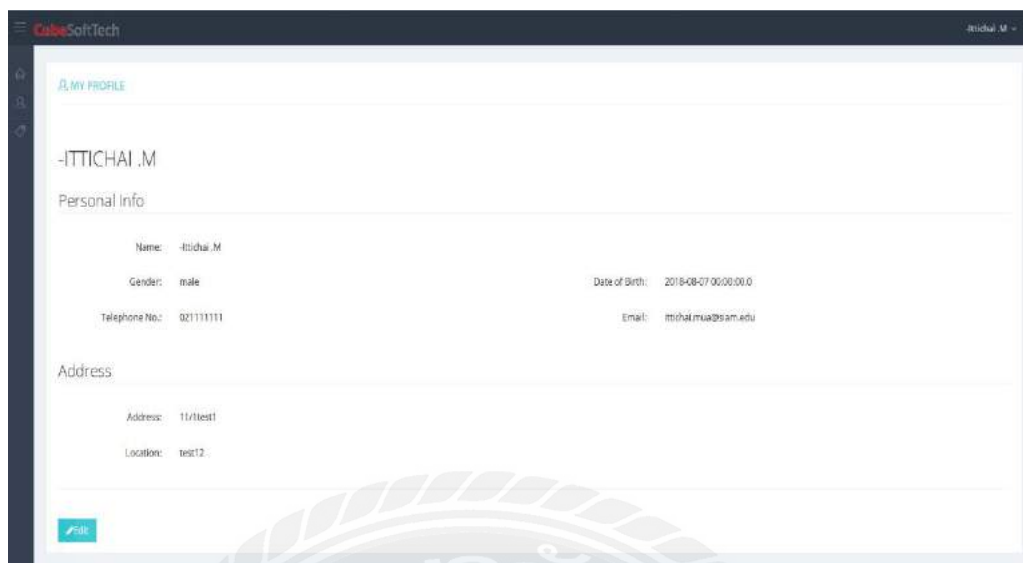 CubeSoftTech
-Ittichai .M
MY PROFILE
-ITTICHAI .M
Personal Info
Name: -Ittichai .M
Gender: male
Date of Birth: 2018-08-07 00:00:00.0
Telephone No.: 021111111
Email: ittichai.mua@siam.edu
Address
Address: 11/1test1
Location: test12
Edit